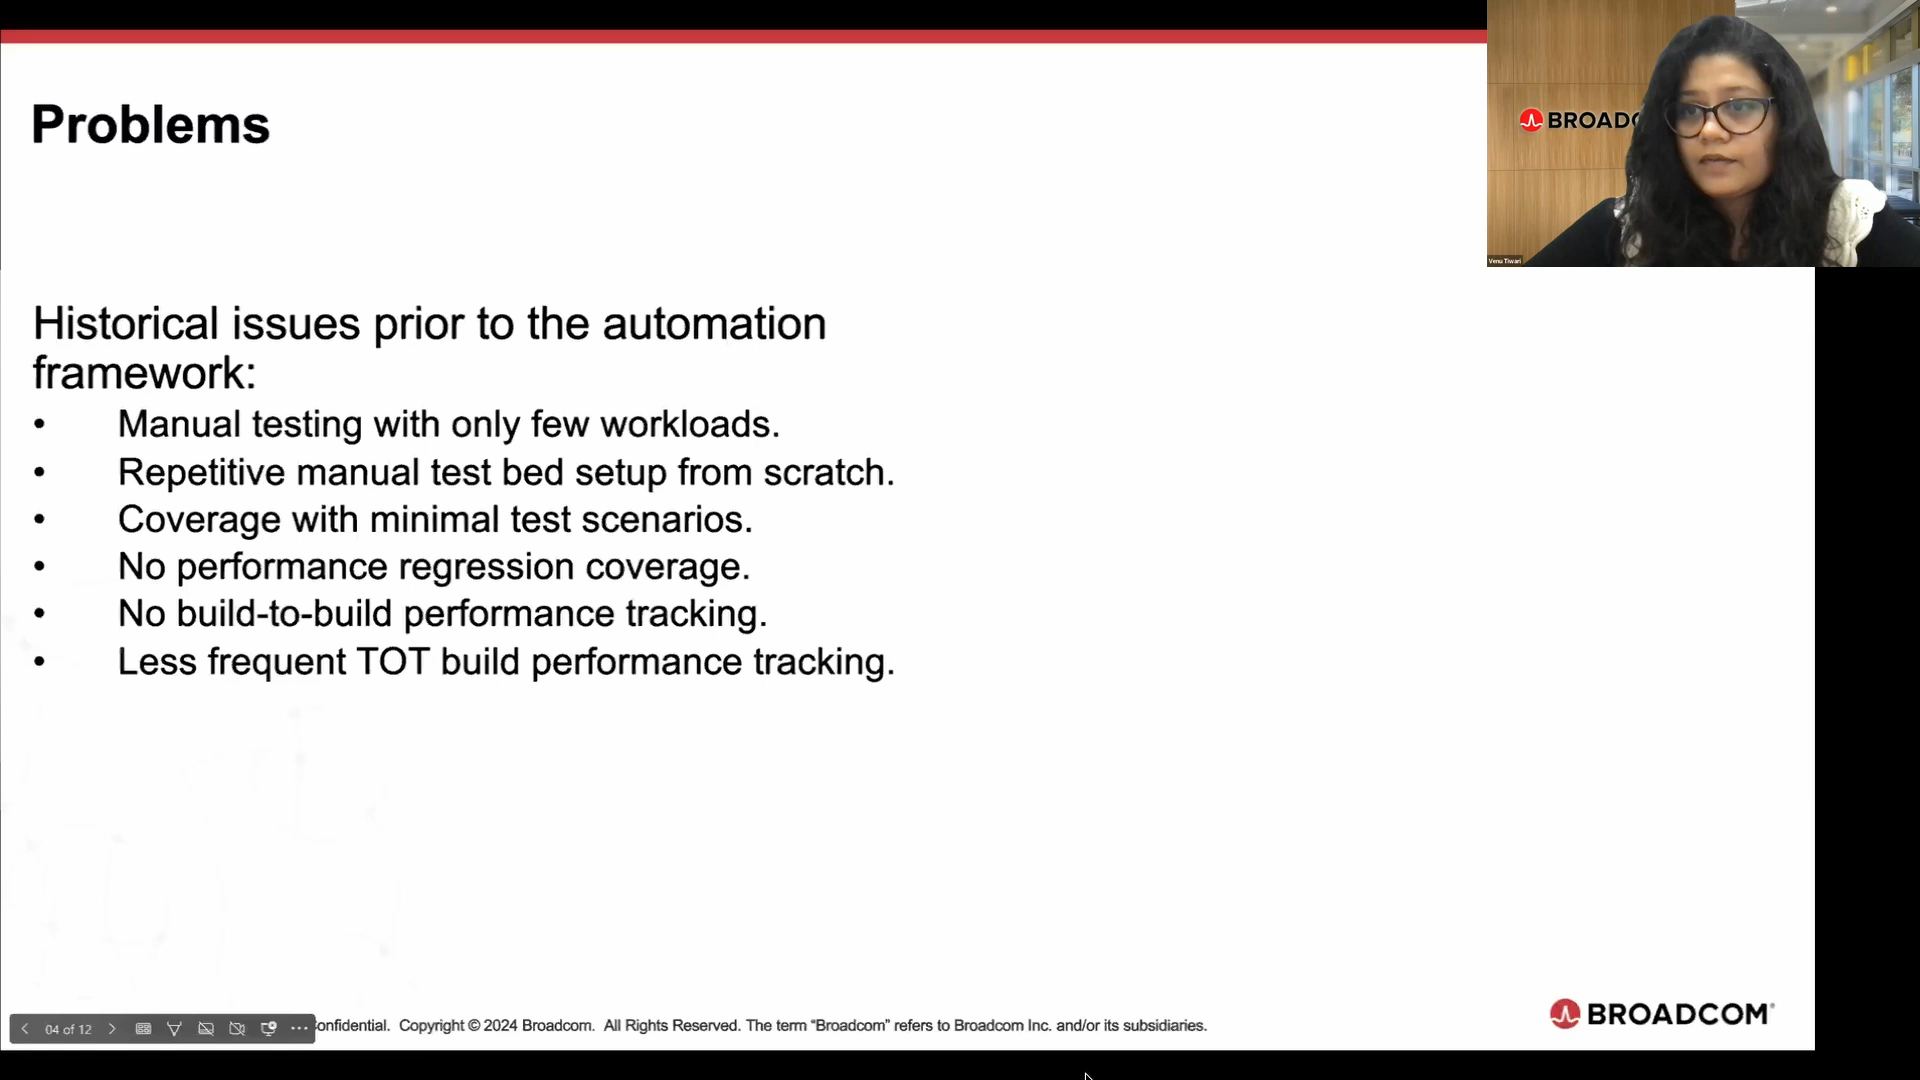 Problems
BROADC
Venu Tiwari
Historical issues prior to the automation
framework:
• Manual testing with only few workloads.
• Repetitive manual test bed setup from scratch.
• Coverage with minimal test scenarios.
• No performance regression coverage.
• No build-to-build performance tracking.
• Less frequent TOT build performance tracking.
04 of 12
onfidential. Copyright © 2024 Broadcom. All Rights Reserved. The term “Broadcom” refers to Broadcom Inc. and/or its subsidiaries.
BROADCOM